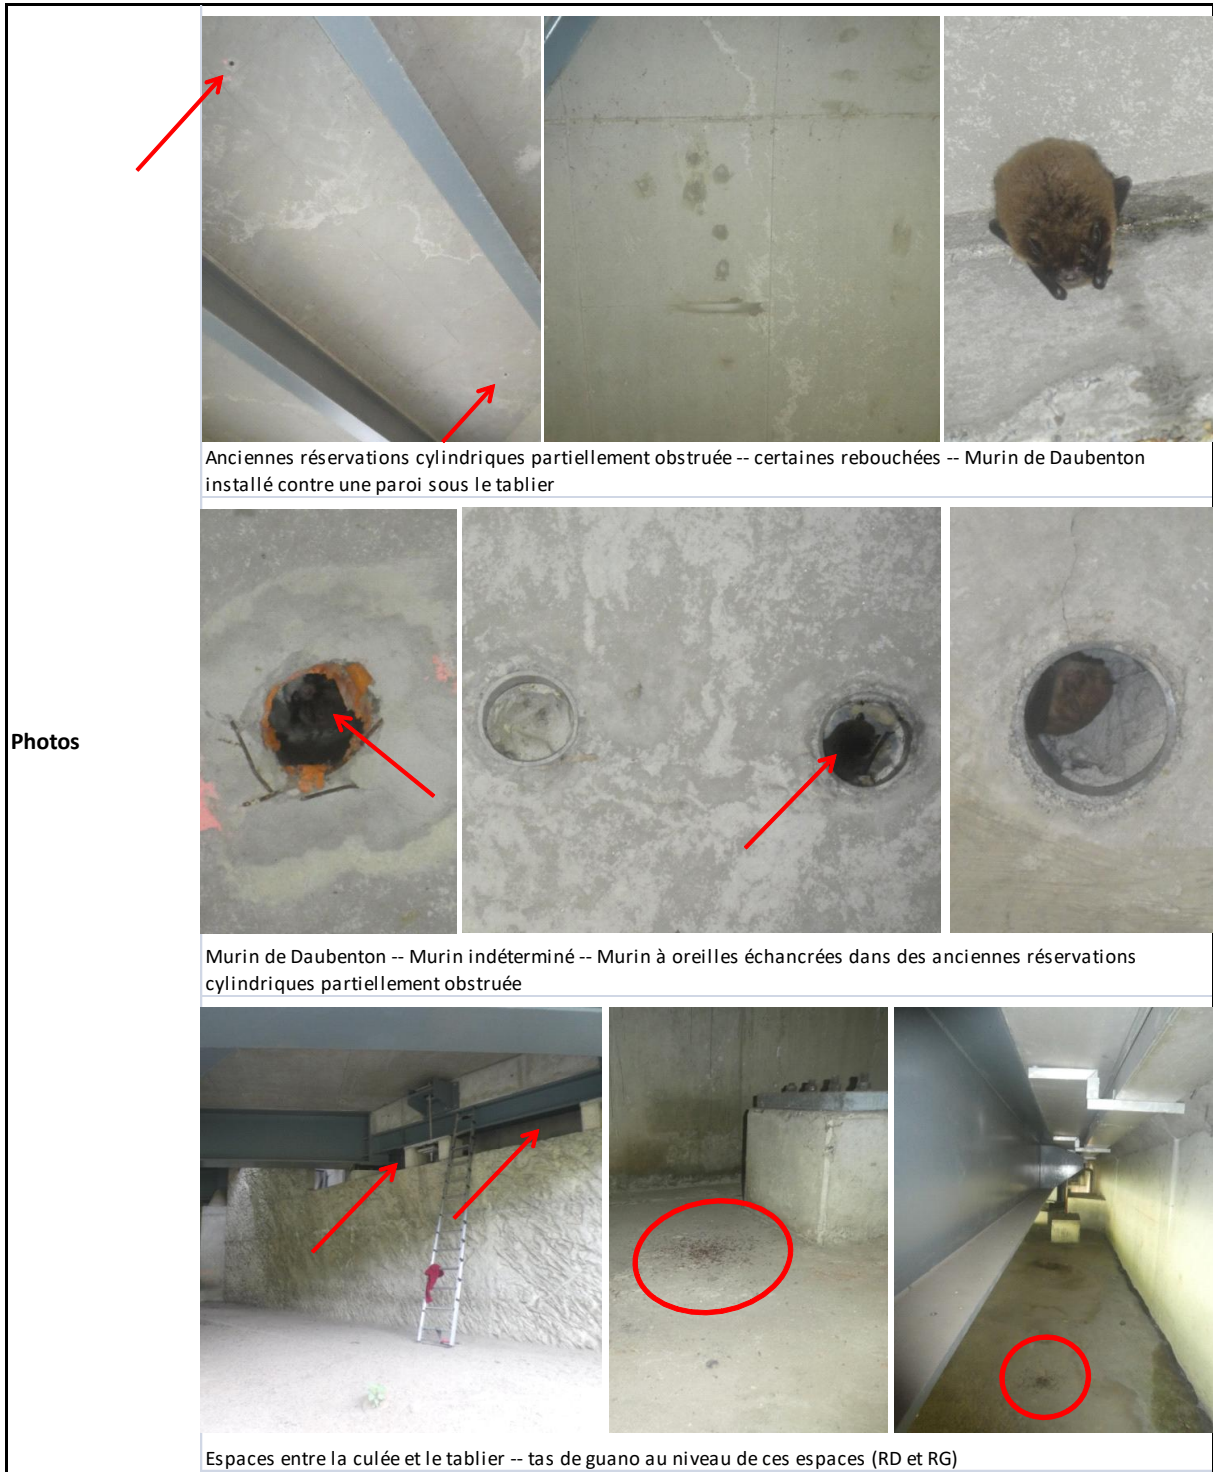 Anciennes réservations cylindriques partiellement obstruée -- certaines rebouchées -- Murin de Daubenton
installé contre une paroi sous le tablier
Photos
Murin de Daubenton -- Murin indéterminé -- Murin à oreilles échancrées dans des anciennes réservations
cylindriques partiellement obstruée
Espaces entre la culée et le tablier -- tas de guano au niveau de ces espaces (RD et RG)